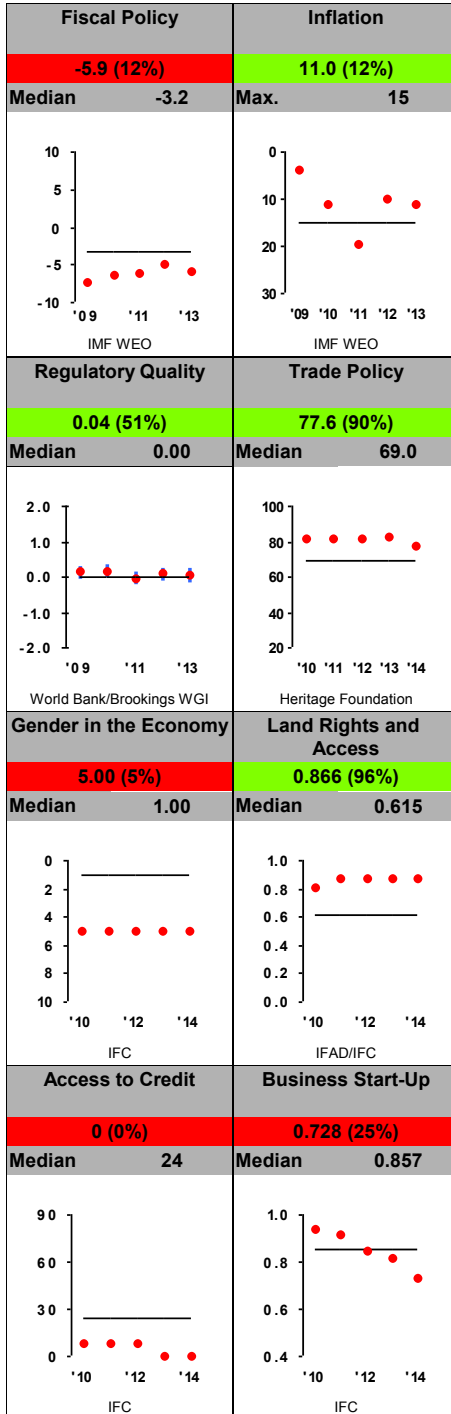 Fiscal Policy
-5.9 (12%)
Median -3.2
10
5
0
-5
-10
'09 '11 '13
IMF WEO
Inflation
11.0 (12%)
Max. 15
0
10
20
30
'09 '10 '11 '12 '13
IMF WEO
Regulatory Quality
0.04 (51%)
Median 0.00
2.0
1.0
0.0
-1.0
-2.0
'09 '11 '13
World Bank/Brookings WGI
Trade Policy
77.6 (90%)
Median 69.0
100
80
60
40
20
'10 '11 '12 '13 '14
Heritage Foundation
Gender in the Economy
5.00 (5%)
Median 1.00
0
2
4
6
8
10
'10 '12 '14
IFC
Land Rights and
Access
0.866 (96%)
Median 0.615
1.0
0.8
0.6
0.4
0.2
0.0
'10 '12 '14
IFAD/IFC
Access to Credit
0 (0%)
Median 24
90
60
30
0
'10 '12 '14
IFC
Business Start-Up
0.728 (25%)
Median 0.857
1.0
0.8
0.6
0.4
'10 '12 '14
IFC